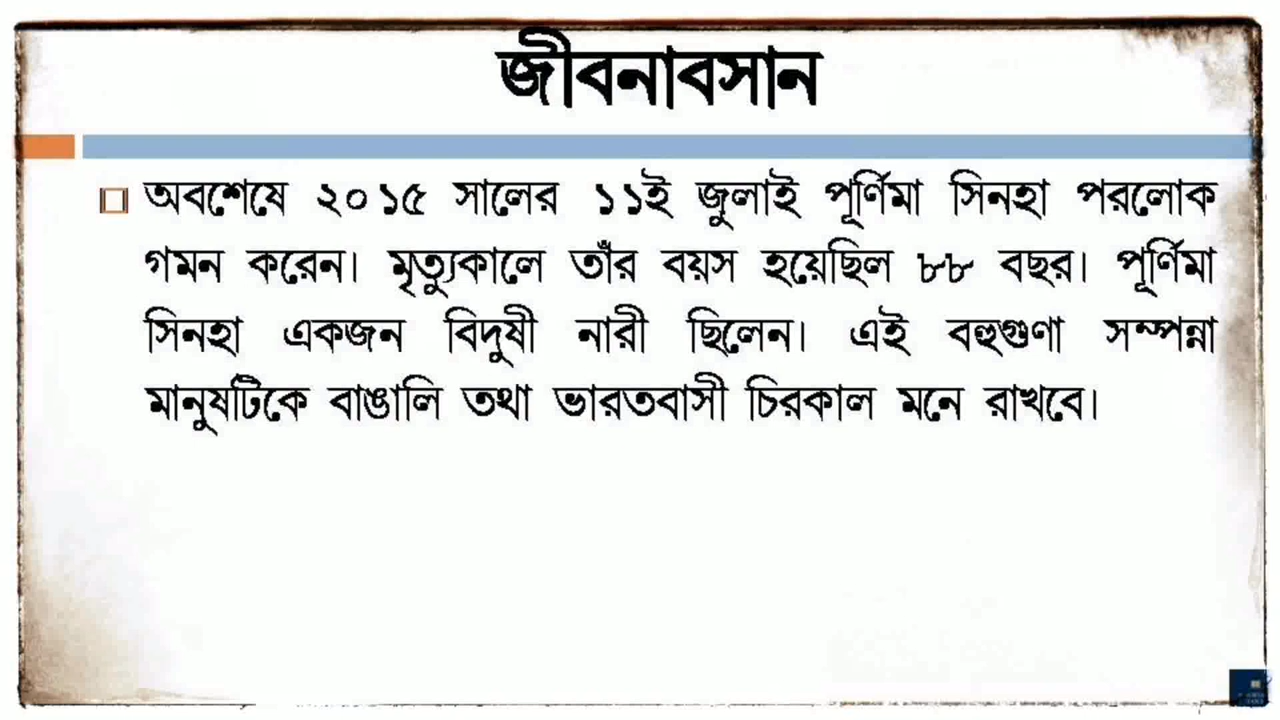 জীবনাবসান
অবশেষে ২০১৫ সালের ১১ই জুলাই পূর্ণিমা সিনহা পরলোক
গমন করেন। মৃত্যুকালে তাঁর বয়স হয়েছিল ৮৮ বছর। পূর্ণিমা
সিনহা একজন বিদুষী নারী ছিলেন। এই বহুগুণা সম্পন্না
মানুষটিকে বাঙালি তথা ভারতবাসী চিরকাল মনে রাখবে।